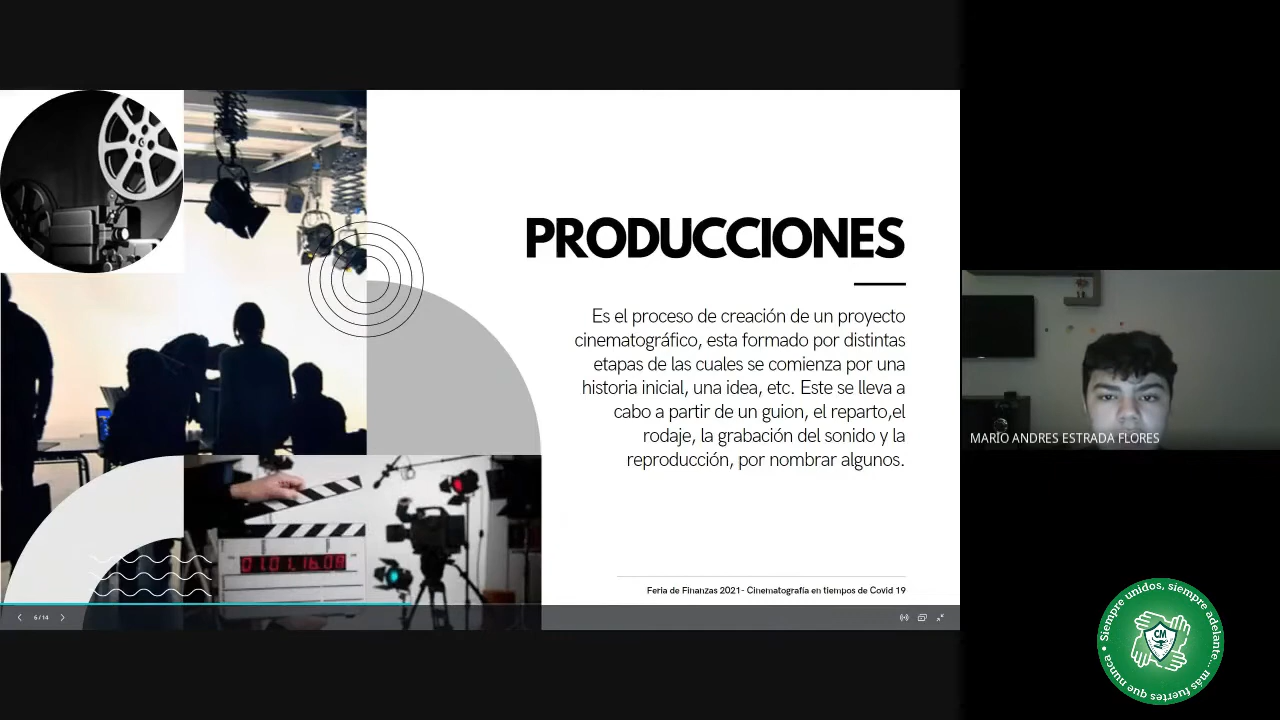 PRODUCCIONES
Es el proceso de creación de un proyecto
cinematográfico, esta formado por distintas
etapas de las cuales se comienza por una
historia inicial, una idea, etc. Este se lleva a
cabo a partir de un guion, el reparto,el
rodaje, la grabación del sonido y la
reproducción, por nombrar algunos.
01:01:16:08
Feria de Finanzas 2021- Cinematografía en tiempos de Covid 19
6 / 14
MARIO ANDRES ESTRADA FLORES
Siempre unidos, siempre adelante... más fuertes que nunca •
CM